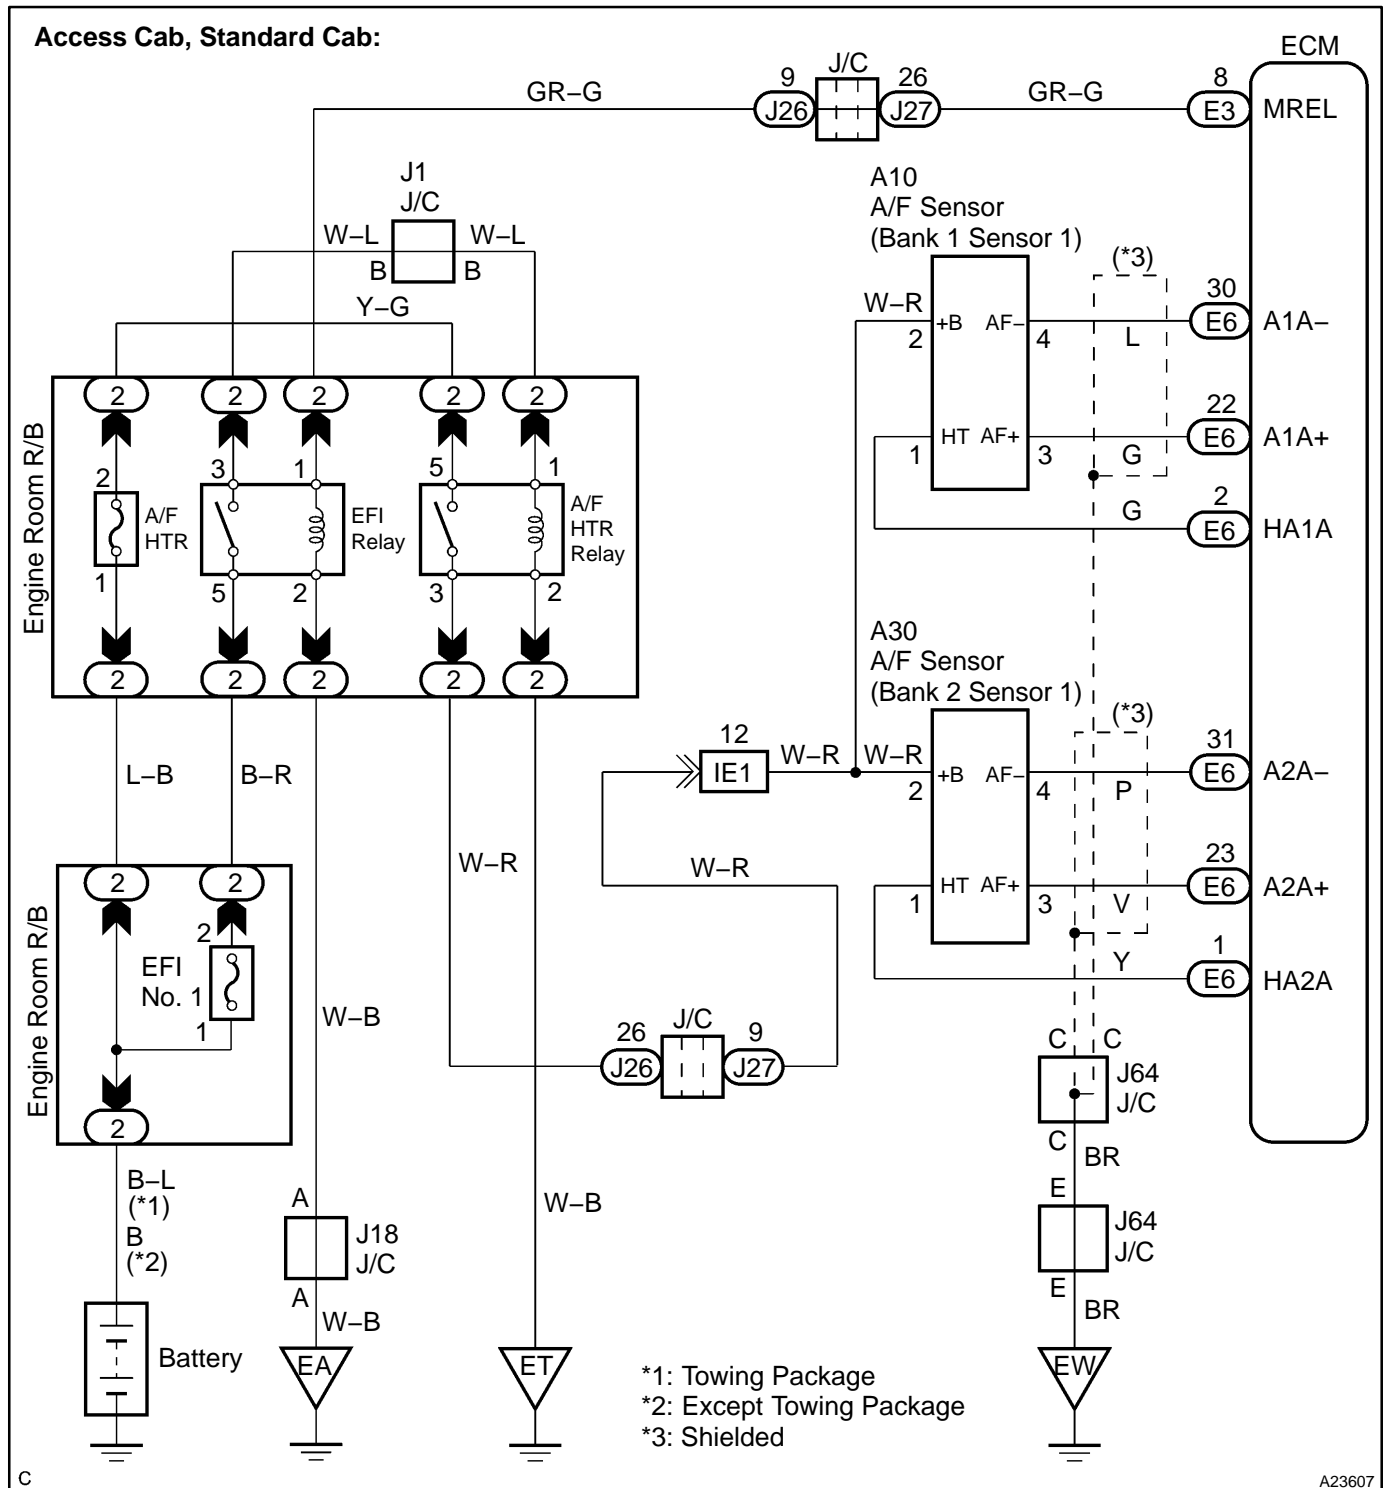 Access Cab, Standard Cab:
ECM
J/C
9
26
8
GR–G
J26
J27
GR–G
E3
MREL
J1
J/C
W–L
W–L
B
B
Y–G
A10
A/F Sensor
(Bank 1 Sensor 1)
(*3)
W–R
+B
AF–
2
4
L
30
E6
A1A–
22
HT
AF+
1
3
G
E6
A1A+
G
2
E6
HA1A
Engine Room R/B
2
2
2
2
2
2
3
1
5
1
A/F
HTR
EFI
Relay
A/F
HTR
Relay
1
5
2
3
2
2
2
2
2
2
A30
A/F Sensor
(Bank 2 Sensor 1)
(*3)
12
IE1
W–R
W–R
+B
AF–
2
4
P
31
E6
A2A–
L–B
B–R
W–R
W–R
23
HT
AF+
1
3
V
E6
A2A+
Y
1
E6
HA2A
Engine Room R/B
2
2
2
EFI
No. 1
1
2
W–B
26
J/C
9
J26
J27
C
C
J64
J/C
C
BR
B–L
(*1)
B
(*2)
A
J18
J/C
A
W–B
W–B
E
J64
J/C
E
BR
Battery
EA
ET
EW
*1: Towing Package
*2: Except Towing Package
*3: Shielded
C
A23607